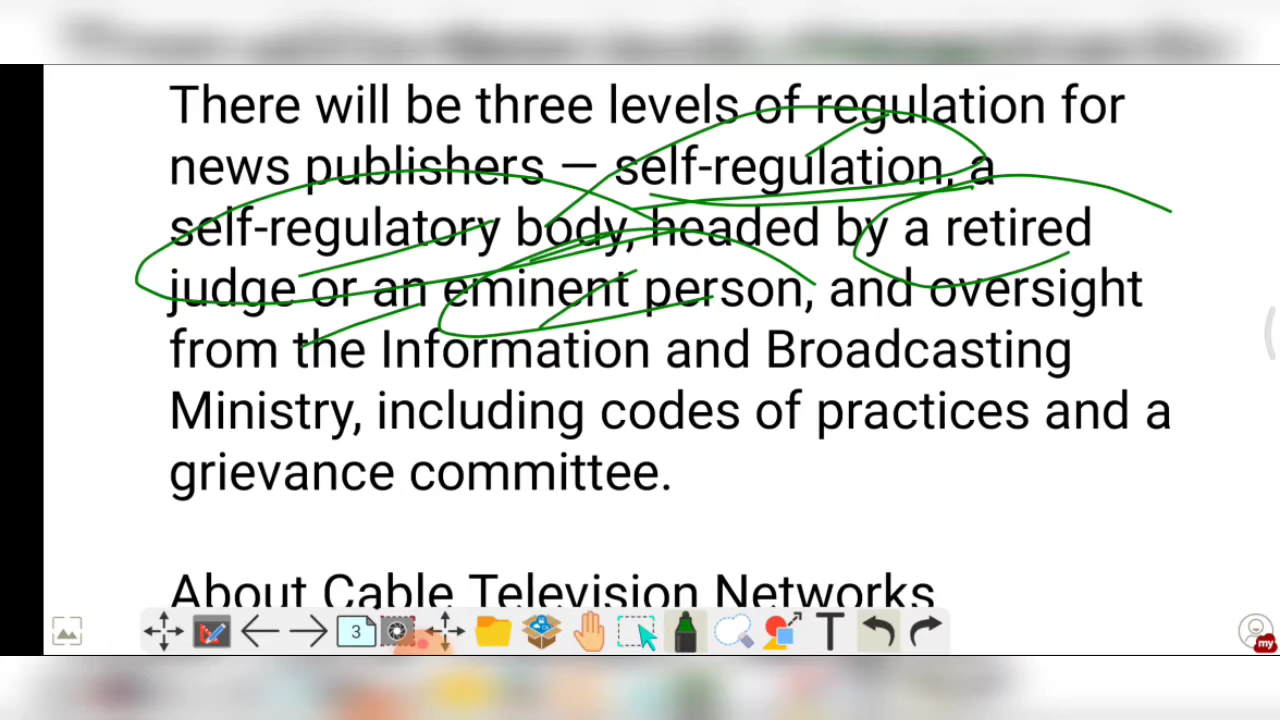 There will be three levels of regulation for
news publishers — self-regulation, a
self-regulatory body, headed by a retired
judge or an eminent person, and oversight
from the Information and Broadcasting
Ministry, including codes of practices and a
grievance committee.
About Cable Television Networks
3
T
my